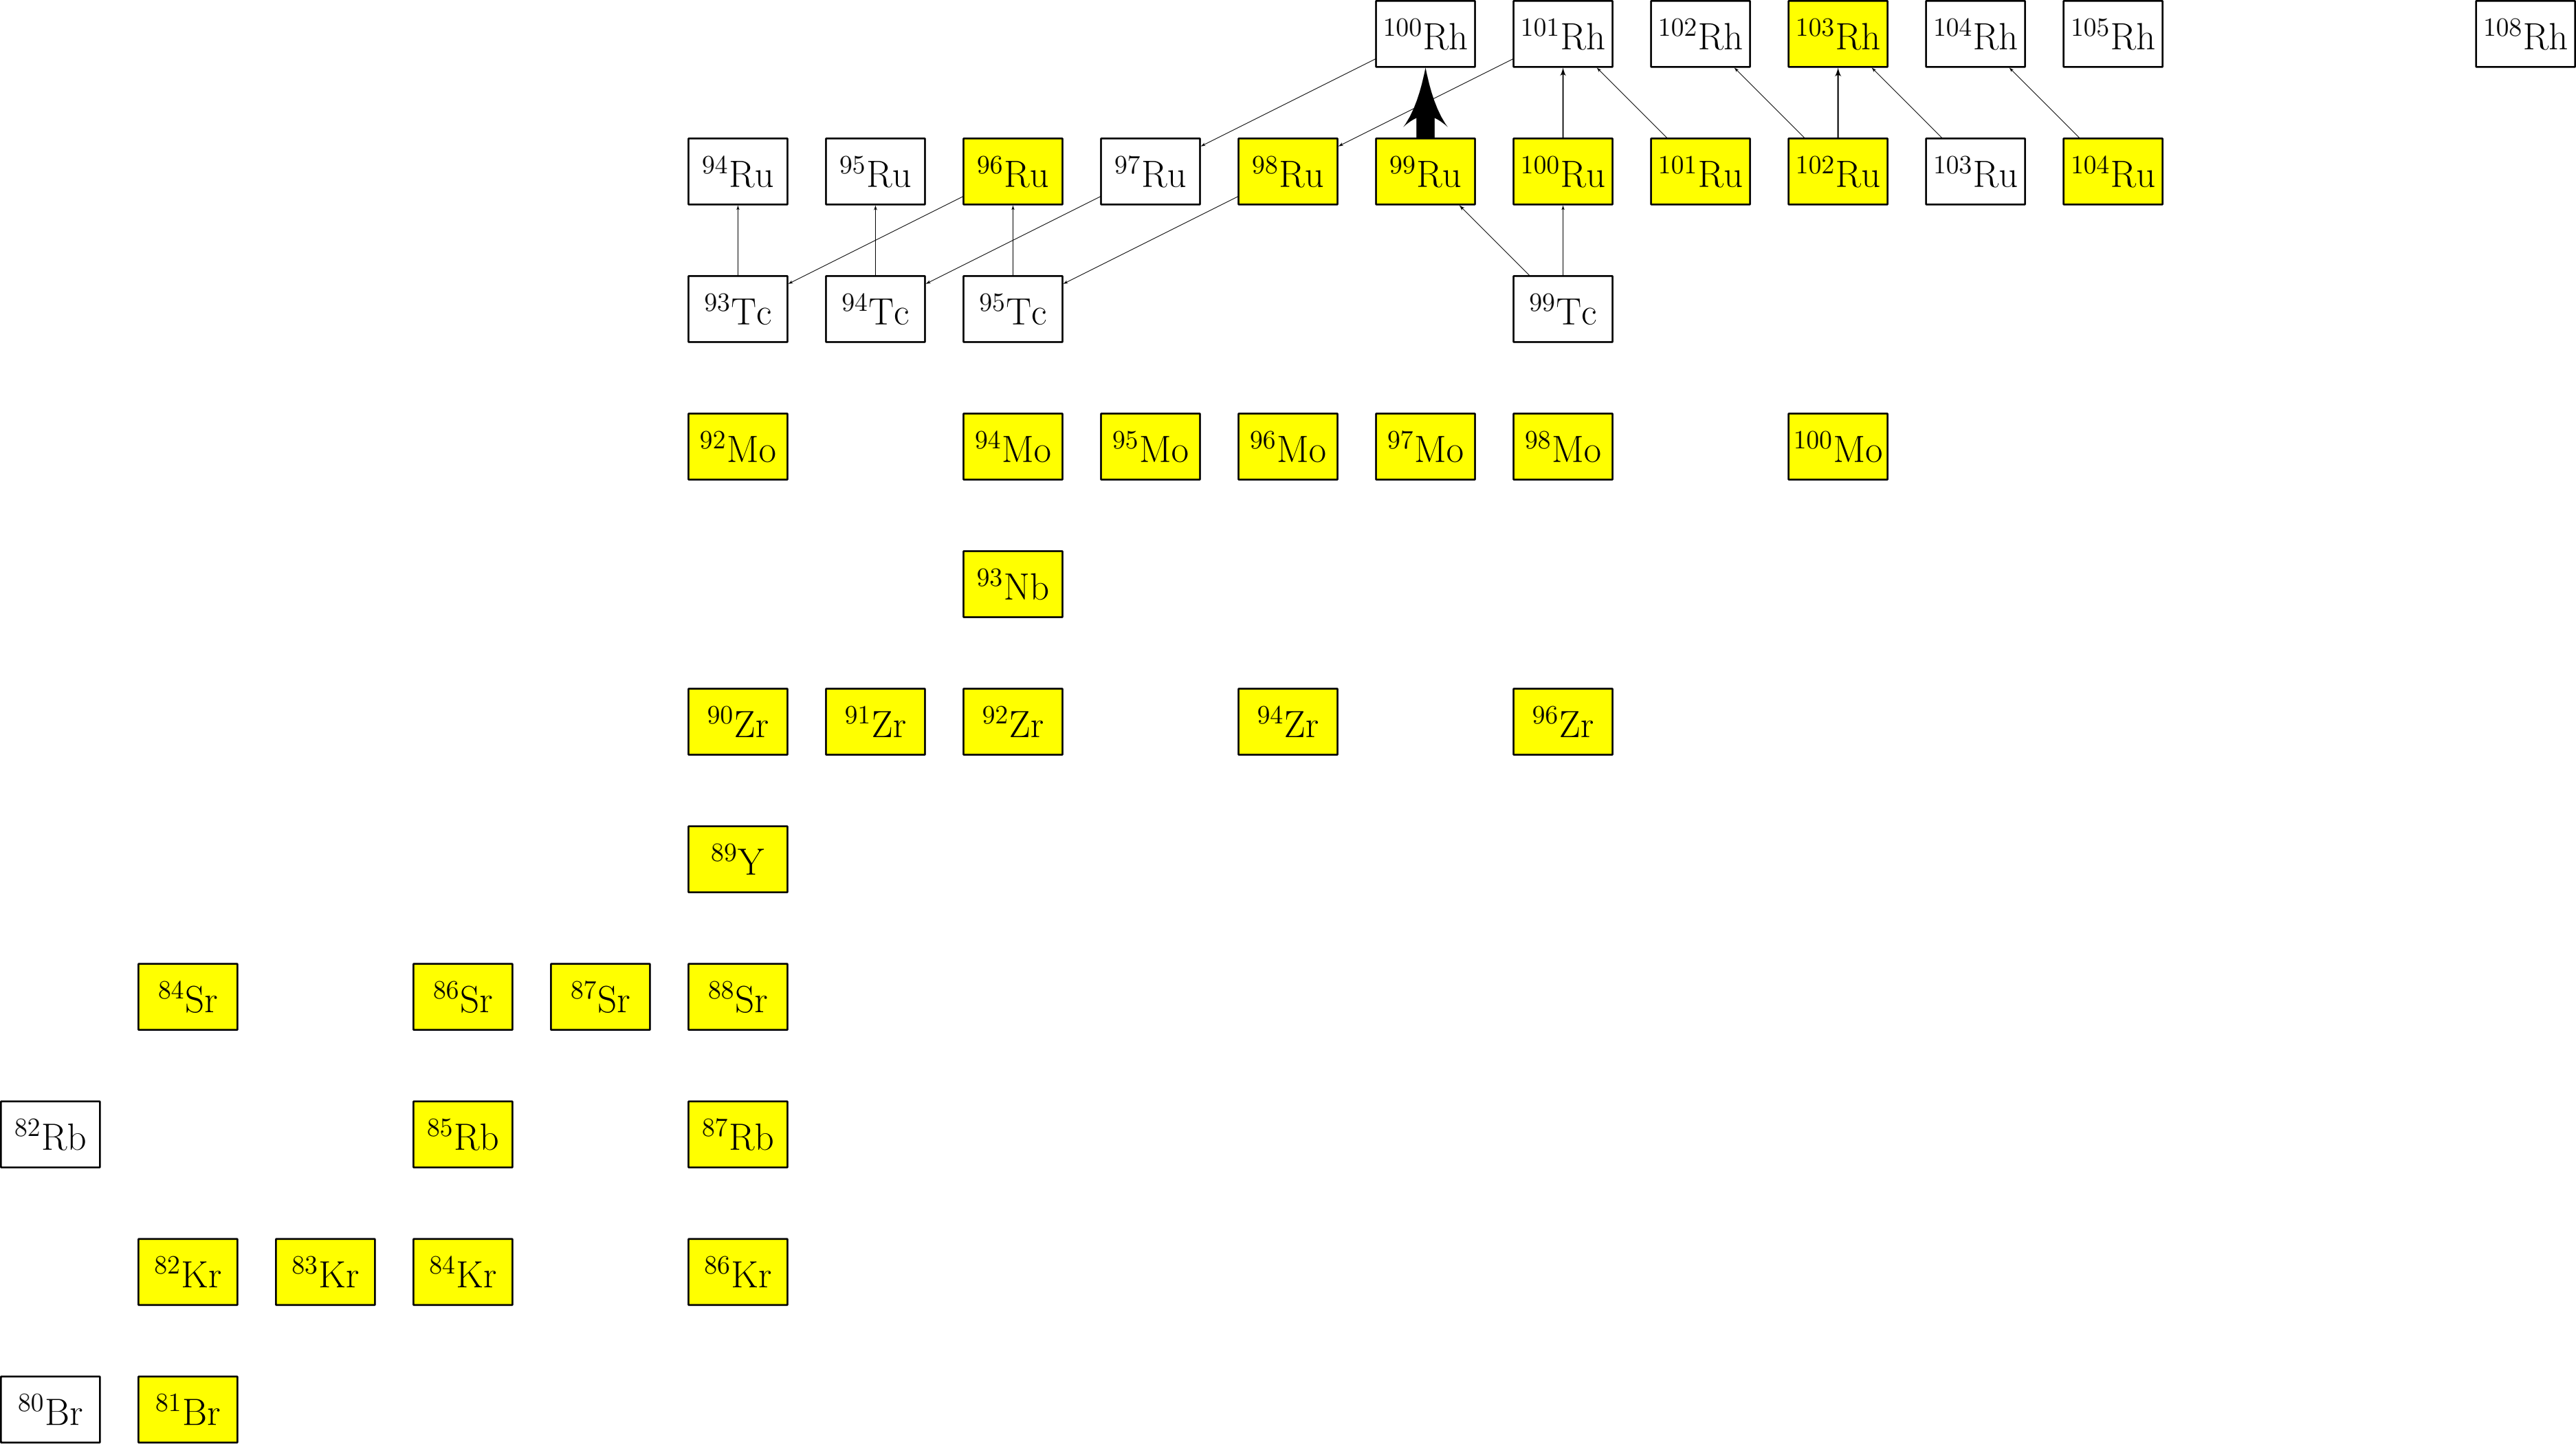 ¹⁰⁰Rh ¹⁰¹Rh ¹⁰²Rh ¹⁰³Rh ¹⁰⁴Rh ¹⁰⁵Rh ¹⁰⁸Rh
⁹⁴Ru ⁹⁵Ru ⁹⁶Ru ⁹⁷Ru ⁹⁸Ru ⁹⁹Ru ¹⁰⁰Ru ¹⁰¹Ru ¹⁰²Ru ¹⁰³Ru ¹⁰⁴Ru
⁹³Tc ⁹⁴Tc ⁹⁵Tc ⁹⁹Tc
⁹²Mo ⁹⁴Mo ⁹⁵Mo ⁹⁶Mo ⁹⁷Mo ⁹⁸Mo ¹⁰⁰Mo
⁹³Nb
⁹⁰Zr ⁹¹Zr ⁹²Zr ⁹⁴Zr ⁹⁶Zr
⁸⁹Y
⁸⁴Sr ⁸⁶Sr ⁸⁷Sr ⁸⁸Sr
⁸²Rb ⁸⁵Rb ⁸⁷Rb
⁸²Kr ⁸³Kr ⁸⁴Kr ⁸⁶Kr
⁸⁰Br ⁸¹Br